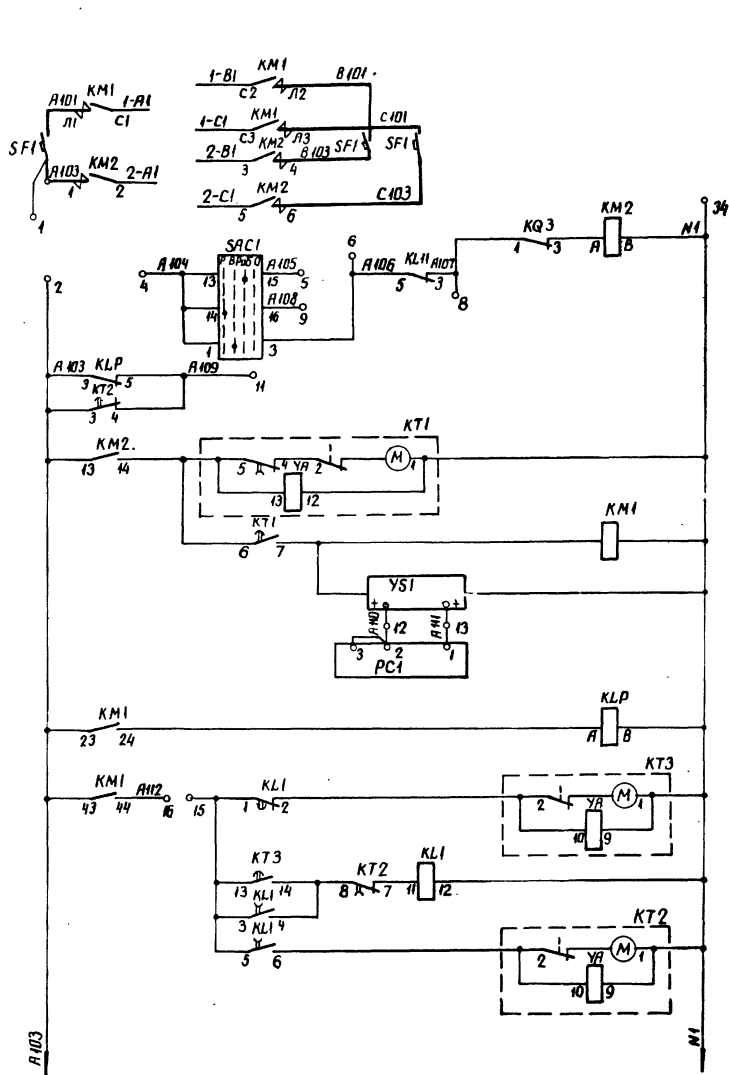 1-B1 KM1 B101
C2 Л2
A101 KM1 1-A1
Л1 C1
1-C1 KM1 C101
C3 Л3
SF1
2-B1 KM2 B103 SF1 SF1
3 4
A103 KM2 2-A1
1 2
2-C1 KM2 C103
5 6
1
34
KQ3 KM2 N1
1 3 A B
6
SAC1
A104 A105
4 13 15 5
A106 KL11 A107
5 3
8
2
A108
14 16 9
1 3
A103 KLP A109
3 5 11
KT2
3 4
KT1
KM2
13 14
5 4 2 M 1
YA
13 12
KT1
6 7
KM1
YS1
+ +
A110 12 A111 13
3 2 1
PC1
KM1 KLP
23 24 A B
KM1 A112 KL1 KT3
43 44 16 15 1 2 2 M 1
YA
10 9
KT3 KT2 KL1
13 14 8 7 11 12
KL1
3 4
KL1 KT2
5 6 2 M 1
YA
10 9
A103 N1